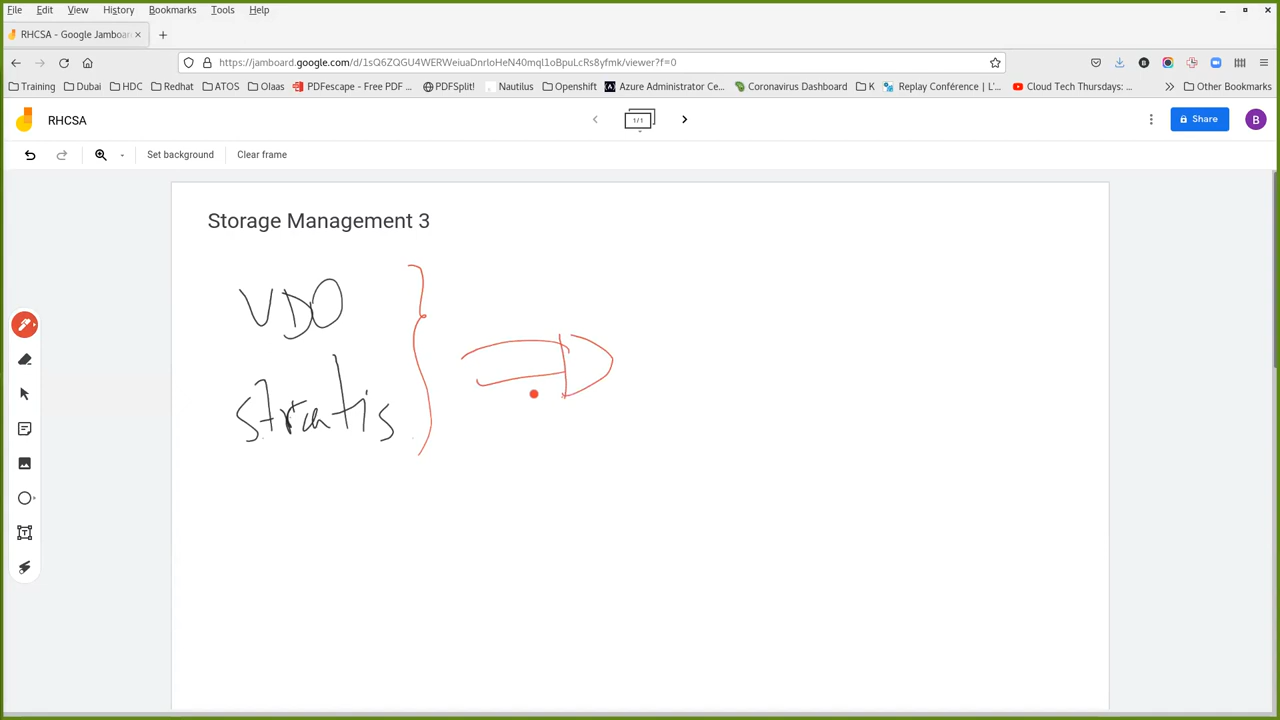 File Edit View History Bookmarks Tools Help
RHCSA - Google Jamboar
https://jamboard.google.com/d/1sQ6ZQGU4WERWeiuaDnrIoHeN40mql1oBpuLcRs8yfmk/viewer?f=0
Training Dubai HDC Redhat ATOS Olaas PDFescape - Free PDF ... PDFSplit! Nautilus Openshift Azure Administrator Ce... Coronavirus Dashboard K Replay Conférence | L'... Cloud Tech Thursdays: ... Other Bookmarks
RHCSA 1/1 Share B
Set background Clear frame
Storage Management 3
VDO
stratis